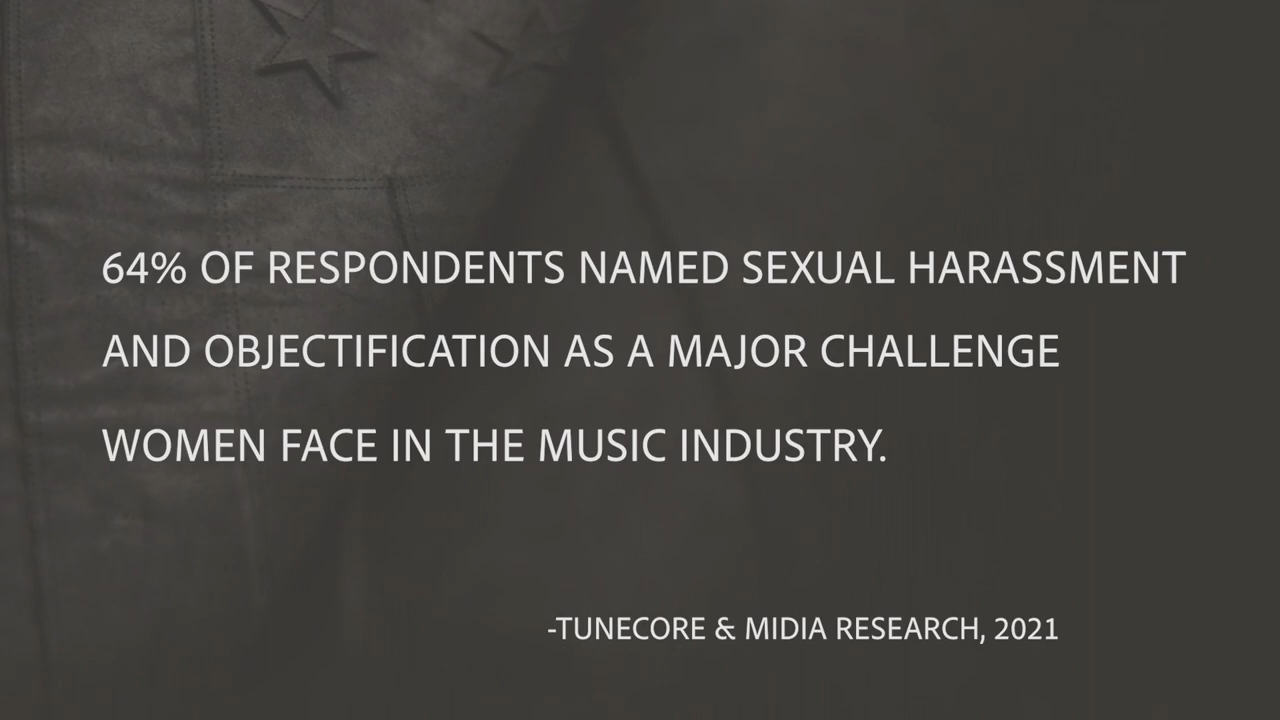 64% OF RESPONDENTS NAMED SEXUAL HARASSMENT
AND OBJECTIFICATION AS A MAJOR CHALLENGE
WOMEN FACE IN THE MUSIC INDUSTRY.
-TUNECORE & MIDIA RESEARCH, 2021